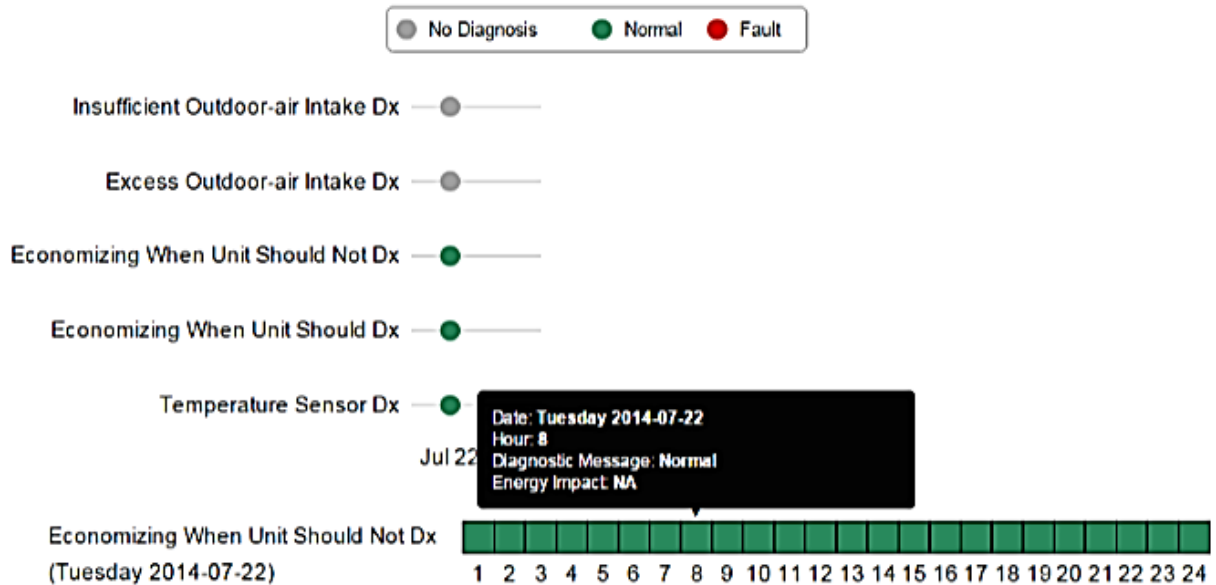 No Diagnosis Normal Fault
Insufficient Outdoor-air Intake Dx
Excess Outdoor-air Intake Dx
Economizing When Unit Should Not Dx
Economizing When Unit Should Dx
Temperature Sensor Dx
Jul 22
Date: Tuesday 2014-07-22
Hour: 8
Diagnostic Message: Normal
Energy Impact: NA
Economizing When Unit Should Not Dx
(Tuesday 2014-07-22)
1 2 3 4 5 6 7 8 9 10 11 12 13 14 15 16 17 18 19 20 21 22 23 24